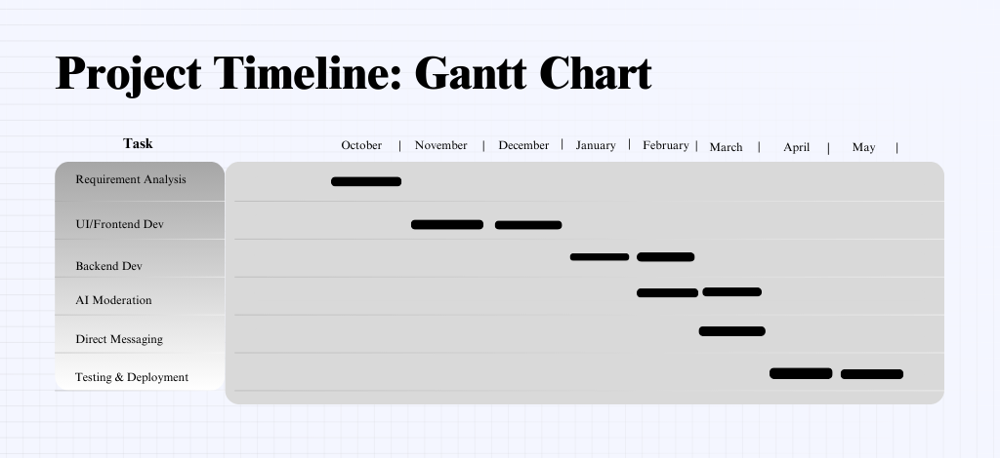 Project Timeline: Gantt Chart
Task October | November | December | January | February | March | April | May |
Requirement Analysis
UI/Frontend Dev
Backend Dev
AI Moderation
Direct Messaging
Testing & Deployment